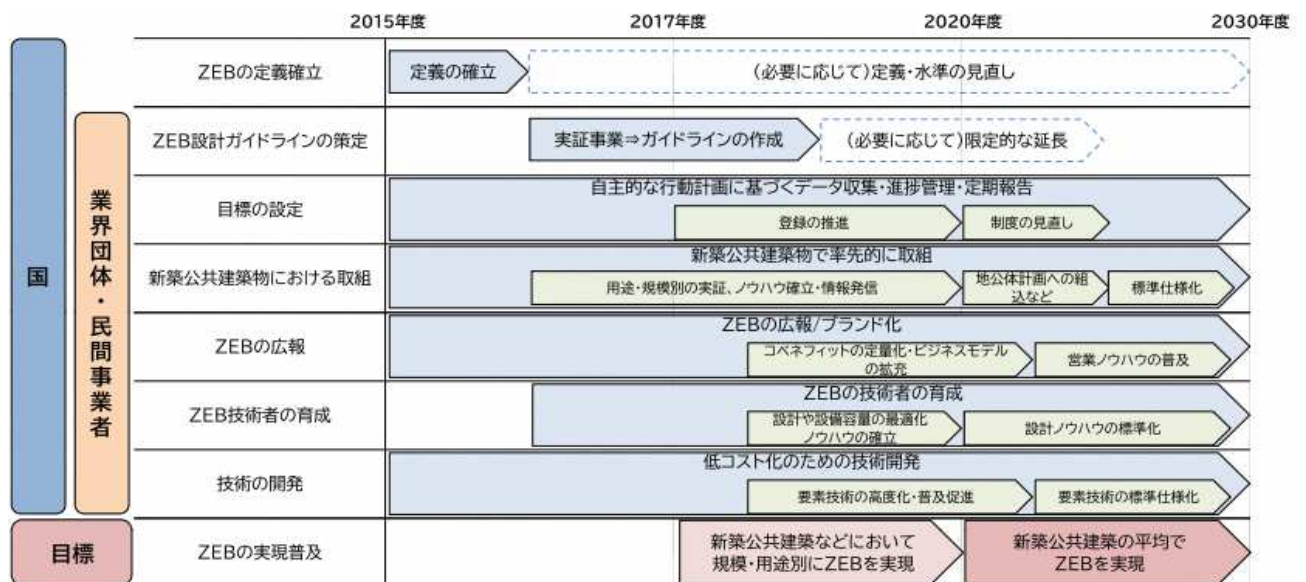 2015年度 2017年度 2020年度 2030年度
国
業界団体・民間事業者
ZEBの定義確立
定義の確立
(必要に応じて)定義・水準の見直し
ZEB設計ガイドラインの策定
実証事業⇒ガイドラインの作成
(必要に応じて)限定的な延長
目標の設定
自主的な行動計画に基づくデータ収集・進捗管理・定期報告
登録の推進
制度の見直し
新築公共建築物における取組
新築公共建築物で率先的に取組
用途・規模別の実証、ノウハウ確立・情報発信
地公体計画への組
込など
標準仕様化
ZEBの広報
ZEBの広報/ブランド化
コベネフィットの定量化・ビジネスモデル
の拡充
営業ノウハウの普及
ZEB技術者の育成
ZEBの技術者の育成
設計や設備容量の最適化
ノウハウの確立
設計ノウハウの標準化
技術の開発
低コスト化のための技術開発
要素技術の高度化・普及促進
要素技術の標準仕様化
目標
ZEBの実現普及
新築公共建築などにおいて
規模・用途別にZEBを実現
新築公共建築の平均で
ZEBを実現